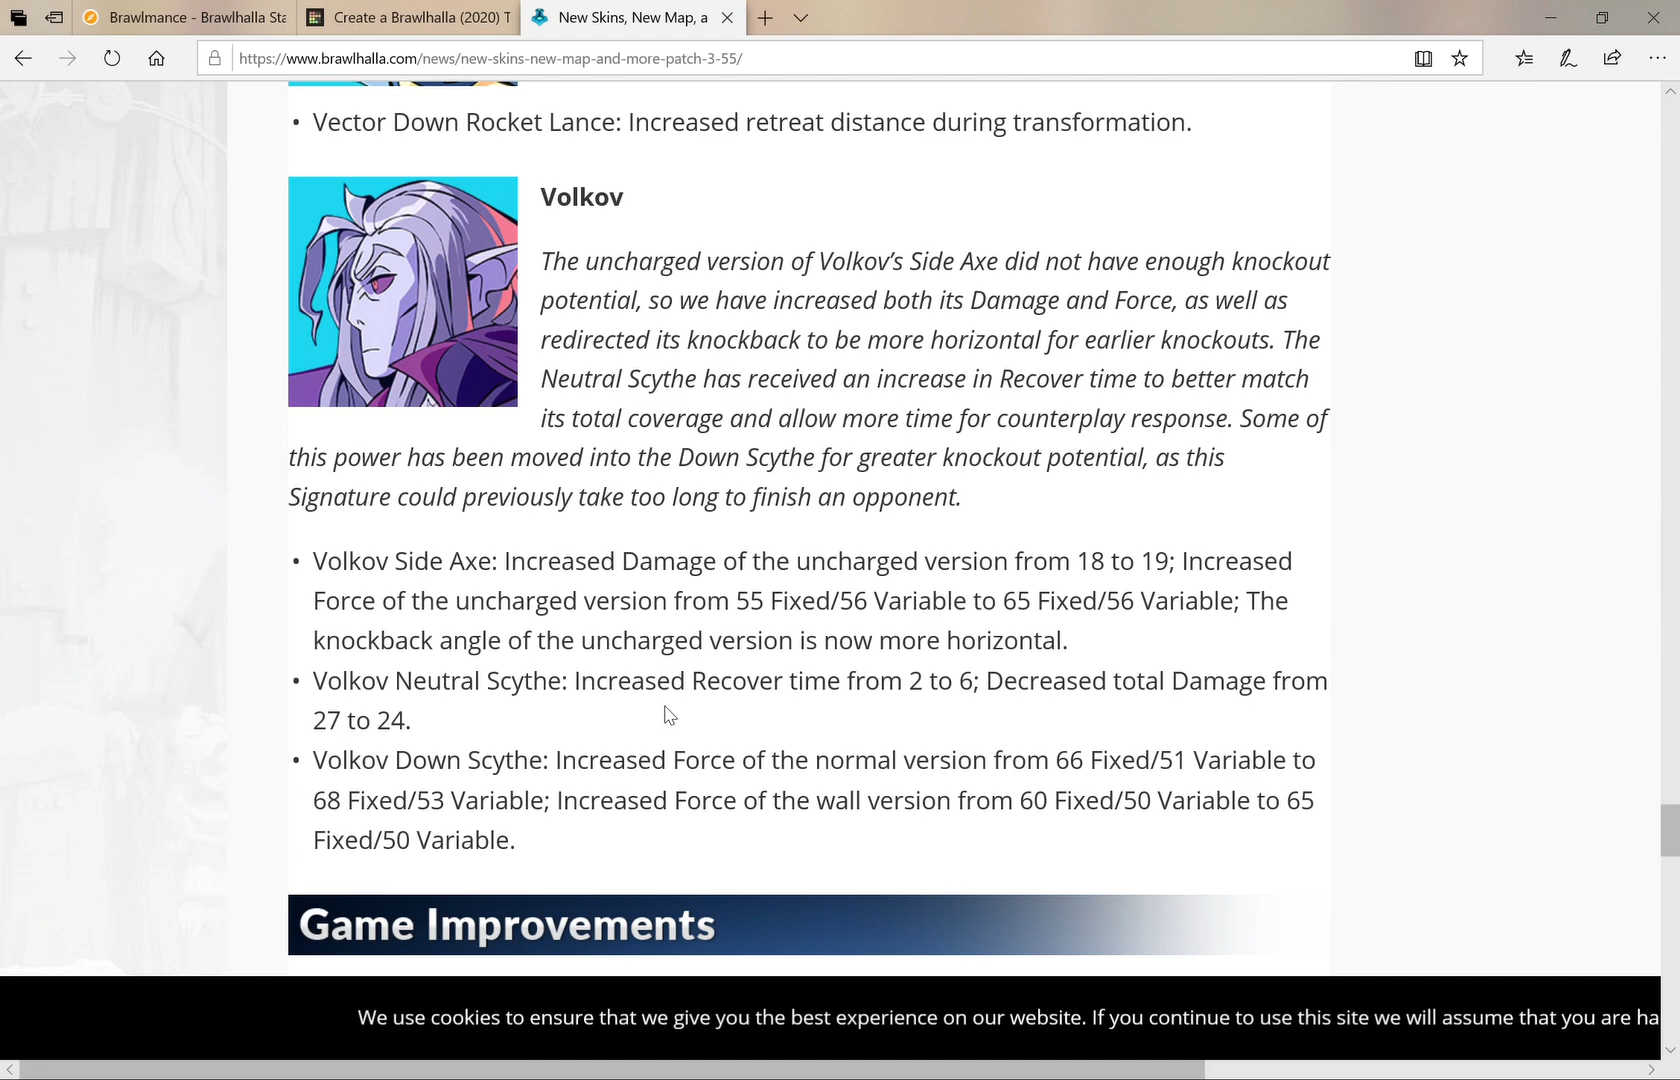 Brawlmance - Brawlhalla Sta
Create a Brawlhalla (2020) T
New Skins, New Map, a
https://www.brawlhalla.com/news/new-skins-new-map-and-more-patch-3-55/
• Vector Down Rocket Lance: Increased retreat distance during transformation.
Volkov
The uncharged version of Volkov’s Side Axe did not have enough knockout
potential, so we have increased both its Damage and Force, as well as
redirected its knockback to be more horizontal for earlier knockouts. The
Neutral Scythe has received an increase in Recover time to better match
its total coverage and allow more time for counterplay response. Some of
this power has been moved into the Down Scythe for greater knockout potential, as this
Signature could previously take too long to finish an opponent.
• Volkov Side Axe: Increased Damage of the uncharged version from 18 to 19; Increased
Force of the uncharged version from 55 Fixed/56 Variable to 65 Fixed/56 Variable; The
knockback angle of the uncharged version is now more horizontal.
• Volkov Neutral Scythe: Increased Recover time from 2 to 6; Decreased total Damage from
27 to 24.
• Volkov Down Scythe: Increased Force of the normal version from 66 Fixed/51 Variable to
68 Fixed/53 Variable; Increased Force of the wall version from 60 Fixed/50 Variable to 65
Fixed/50 Variable.
Game Improvements
We use cookies to ensure that we give you the best experience on our website. If you continue to use this site we will assume that you are ha